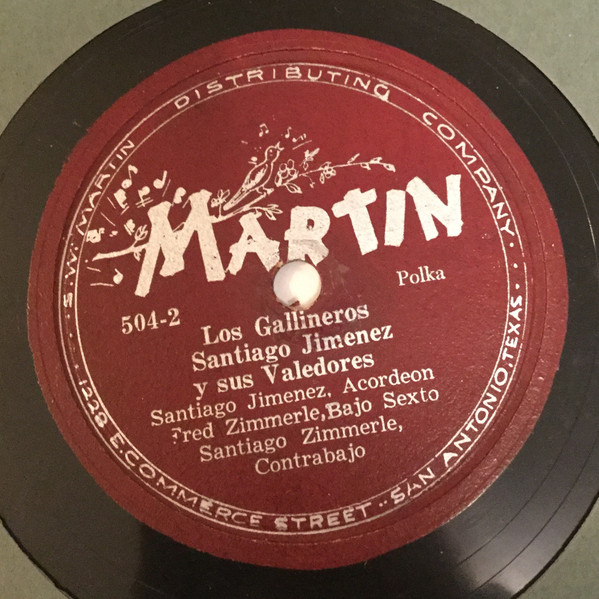 S.W. MARTIN DISTRIBUTING COMPANY.
MARTIN
Polka
504-2
Los Gallineros
Santiago Jimenez
y sus Valedores
Santiago Jimenez, Acordeon
Fred Zimmerle, Bajo Sexto
Santiago Zimmerle,
Contrabajo
1228 E. COMMERCE STREET .. SAN ANTONIO, TEXAS.